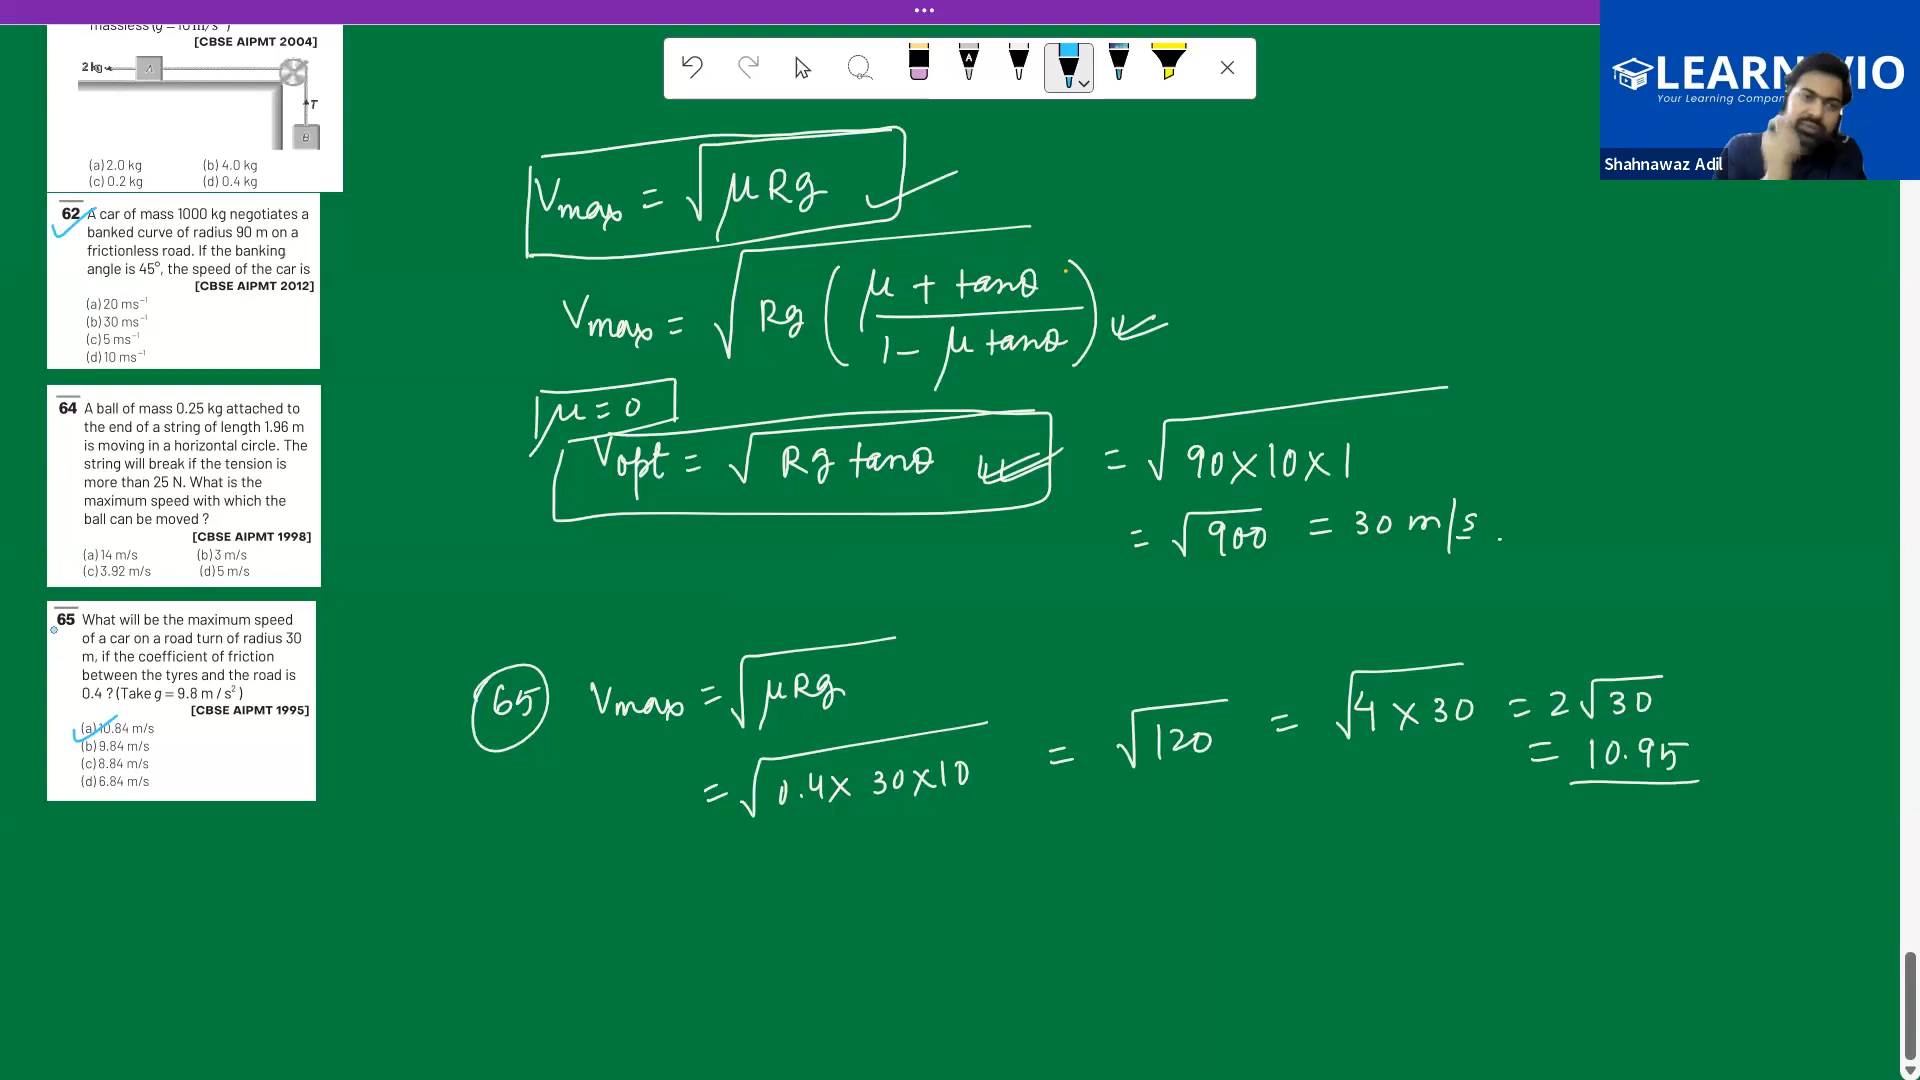 massless (g = 10 m/s²)
[CBSE AIPMT 2004]
2 kg
A
T
B
(a) 2.0 kg (b) 4.0 kg
(c) 0.2 kg (d) 0.4 kg
62 A car of mass 1000 kg negotiates a
banked curve of radius 90 m on a
frictionless road. If the banking
angle is 45°, the speed of the car is
[CBSE AIPMT 2012]
(a) 20 ms⁻¹
(b) 30 ms⁻¹
(c) 5 ms⁻¹
(d) 10 ms⁻¹
64 A ball of mass 0.25 kg attached to
the end of a string of length 1.96 m
is moving in a horizontal circle. The
string will break if the tension is
more than 25 N. What is the
maximum speed with which the
ball can be moved ?
[CBSE AIPMT 1998]
(a) 14 m/s (b) 3 m/s
(c) 3.92 m/s (d) 5 m/s
65 What will be the maximum speed
of a car on a road turn of radius 30
m, if the coefficient of friction
between the tyres and the road is
0.4 ? (Take g = 9.8 m / s²)
[CBSE AIPMT 1995]
(a) 10.84 m/s
(b) 9.84 m/s
(c) 8.84 m/s
(d) 6.84 m/s
A
Vmax = √μRg
Vmax = √Rg (μ + tanθ / 1 - μ tanθ)
μ = 0
Vopt = √Rg tanθ = √90 × 10 × 1
= √900 = 30 m/s.
65 Vmax = √μRg
= √0.4 × 30 × 10 = √120 = √4 × 30 = 2√30
= 10.95
LEARN VIO
Your Learning Compan
Shahnawaz Adil